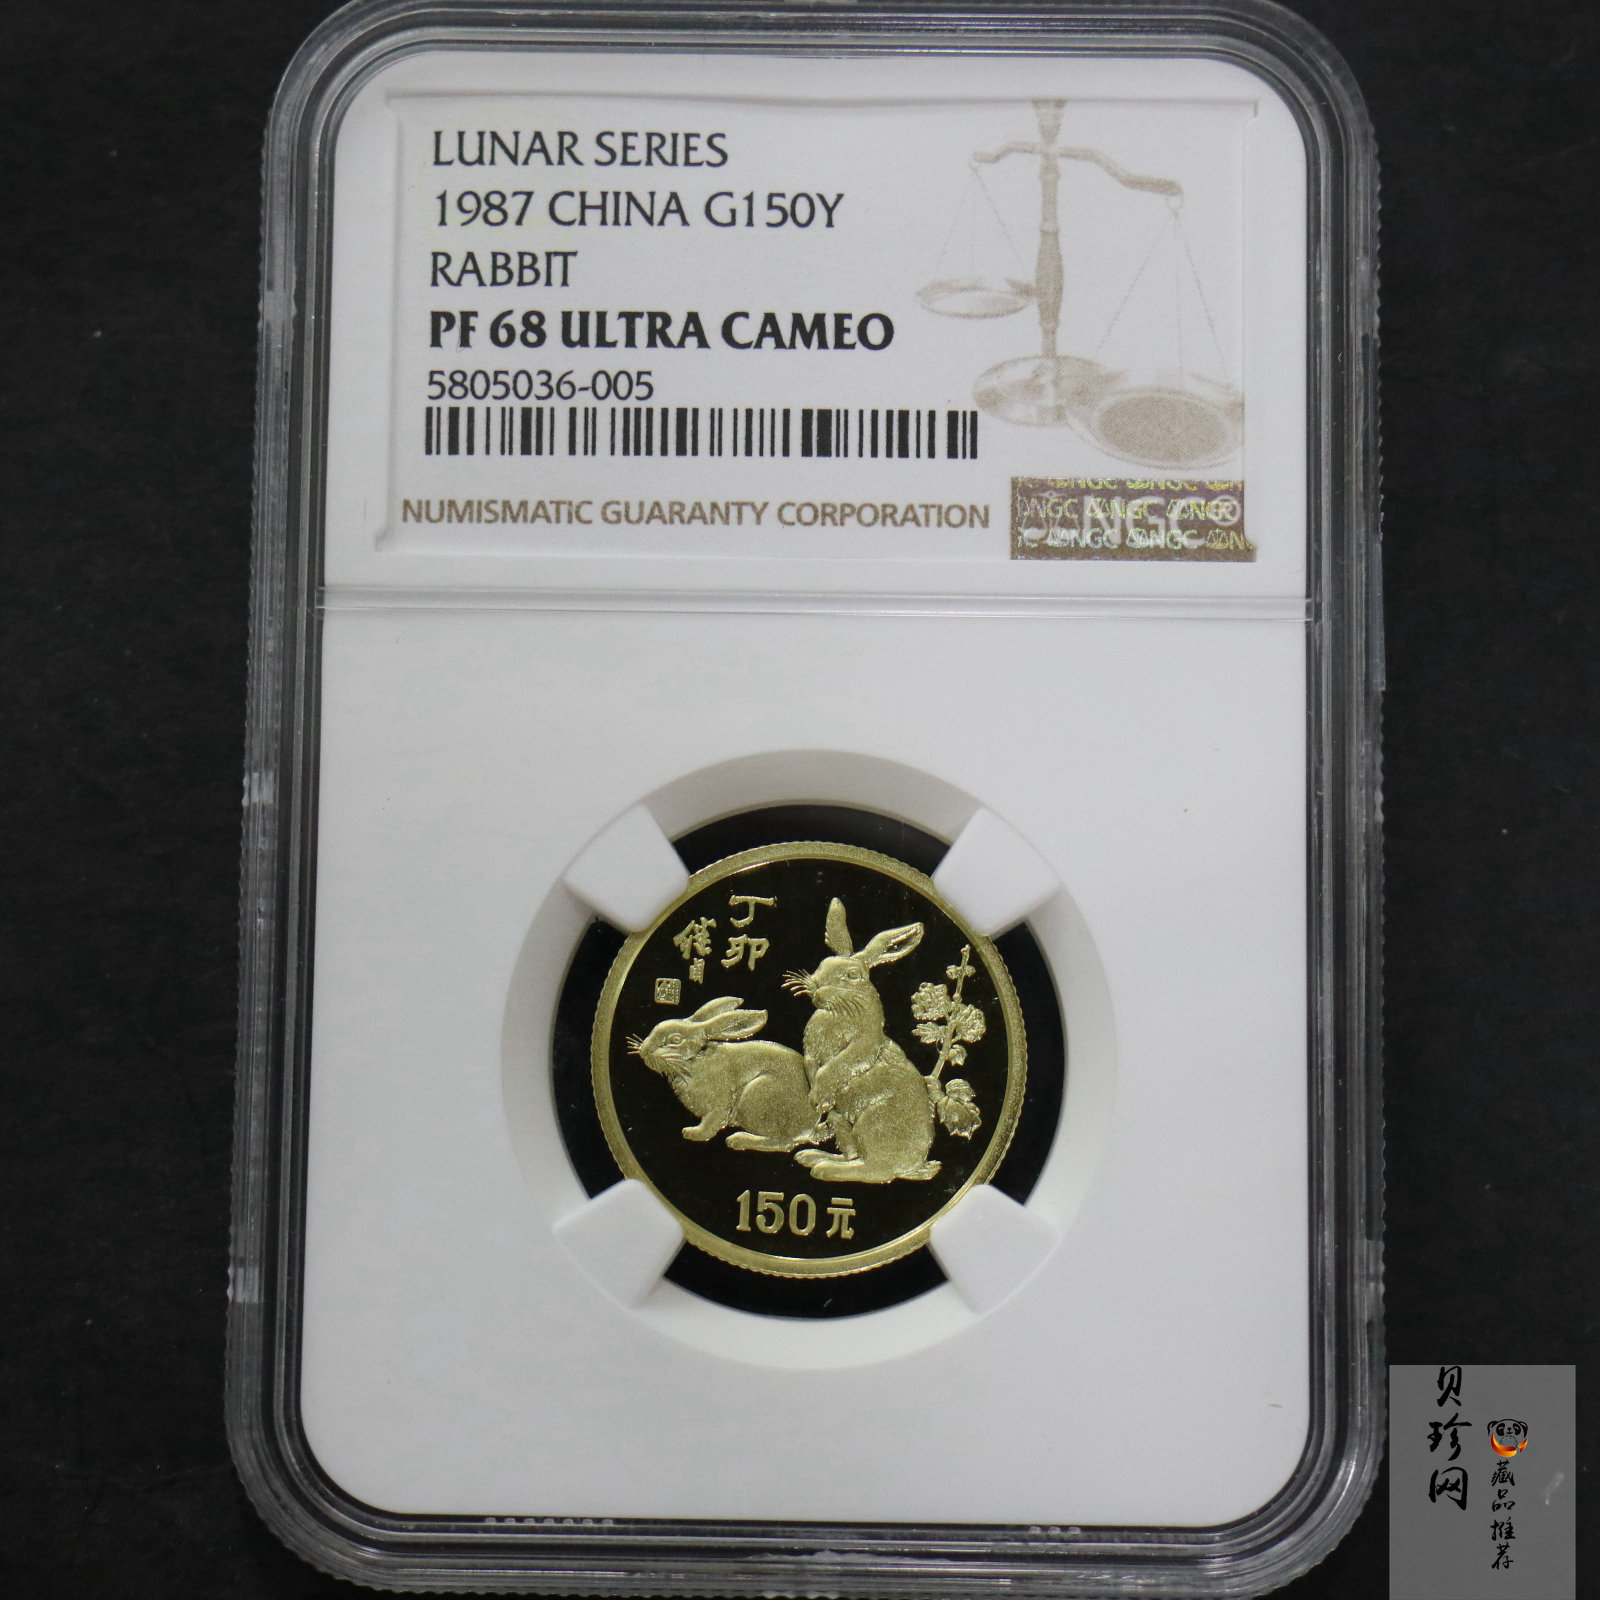 LUNAR SERIES
1987 CHINA G150Y
RABBIT
PF 68 ULTRA CAMEO
5805036-005
NUMISMATIC GUARANTY CORPORATION
NGC®
丁卯
150元
贝珍网
藏品推荐